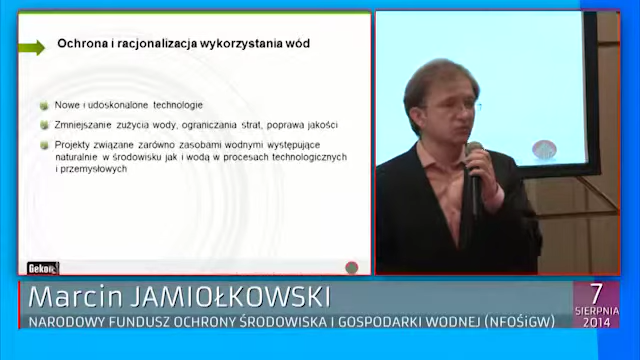 Ochrona i racjonalizacja wykorzystania wód
Nowe i udoskonalone technologie
Zmniejszanie zużycia wody, ograniczania strat, poprawa jakości
Projekty związane zarówno zasobami wodnymi występujące
naturalnie w środowisku jak i wodą w procesach technologicznych
i przemysłowych
Gekon
Marcin JAMIOŁKOWSKI
NARODOWY FUNDUSZ OCHRONY ŚRODOWISKA I GOSPODARKI WODNEJ (NFOŚiGW)
7
SIERPNIA
2014